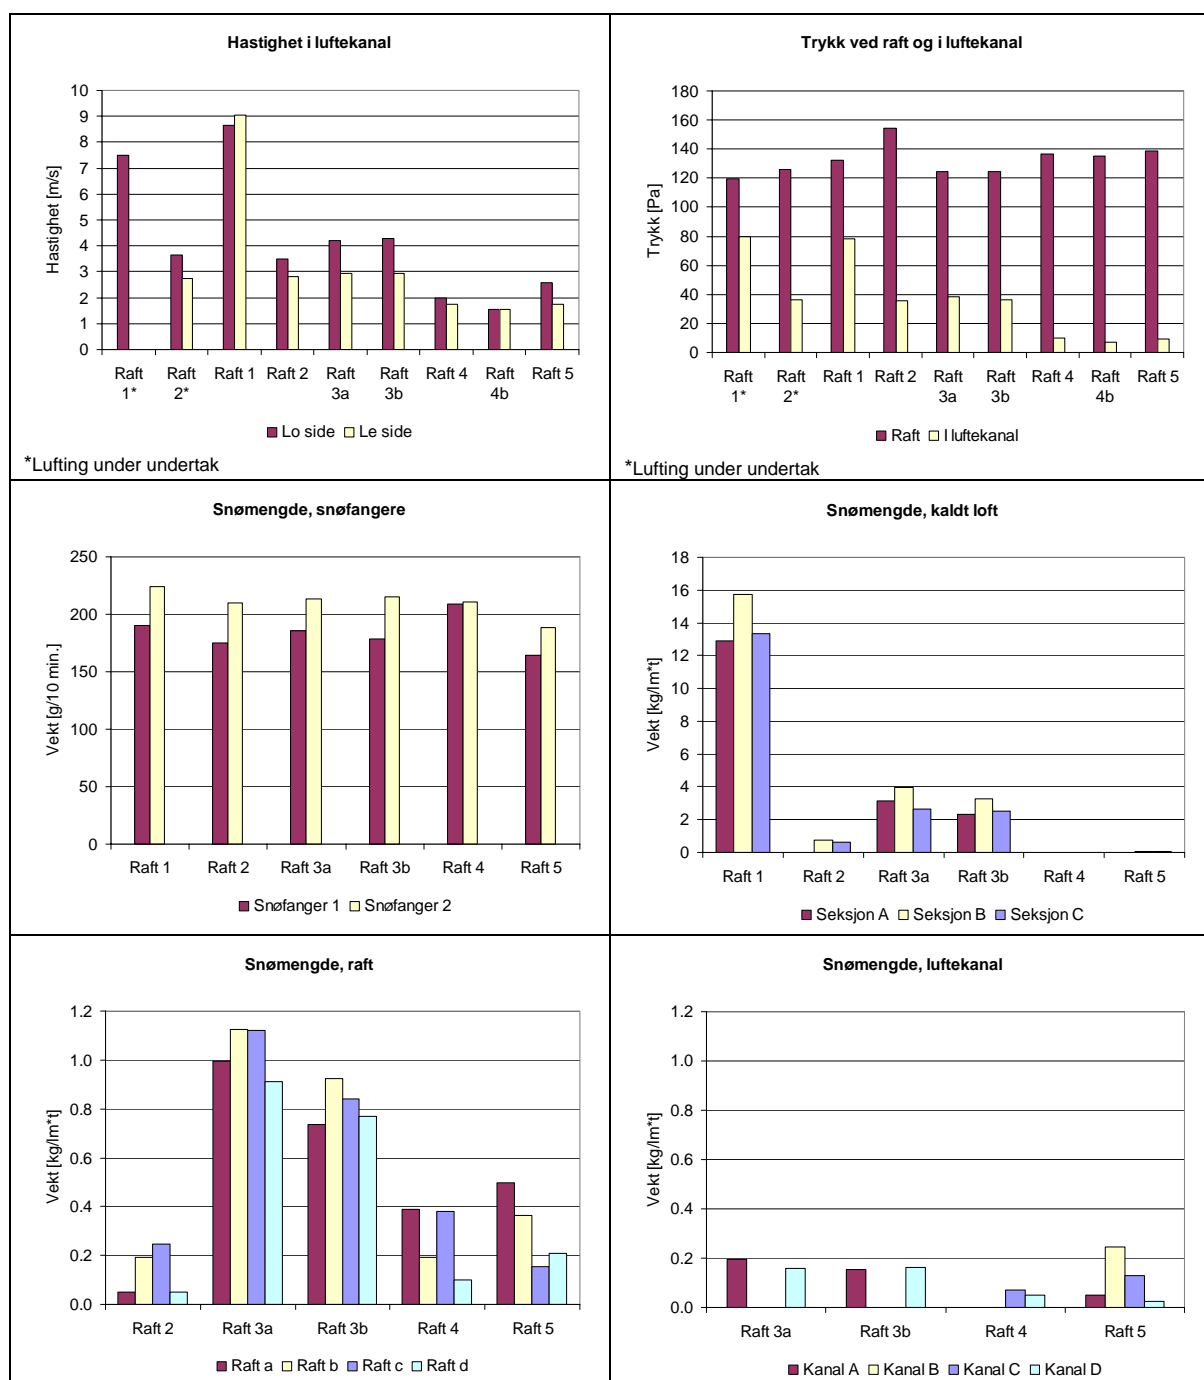 Hastighet i luftekanal
Hastighet [m/s]
10
9
8
7
6
5
4
3
2
1
0
Raft 1*
Raft 2*
Raft 1
Raft 2
Raft 3a
Raft 3b
Raft 4
Raft 4b
Raft 5
Lo side Le side
*Lufting under undertak
Trykk ved raft og i luftekanal
Trykk [Pa]
180
160
140
120
100
80
60
40
20
0
Raft 1*
Raft 2*
Raft 1
Raft 2
Raft 3a
Raft 3b
Raft 4
Raft 4b
Raft 5
Raft I luftekanal
*Lufting under undertak
Snømengde, snøfangere
Vekt [g/10 min.]
250
200
150
100
50
0
Raft 1 Raft 2 Raft 3a Raft 3b Raft 4 Raft 5
Snøfanger 1 Snøfanger 2
Snømengde, kaldt loft
Vekt [kg/lm*t]
18
16
14
12
10
8
6
4
2
0
Raft 1 Raft 2 Raft 3a Raft 3b Raft 4 Raft 5
Seksjon A Seksjon B Seksjon C
Snømengde, raft
Vekt [kg/lm*t]
1.2
1.0
0.8
0.6
0.4
0.2
0.0
Raft 2 Raft 3a Raft 3b Raft 4 Raft 5
Raft a Raft b Raft c Raft d
Snømengde, luftekanal
Vekt [kg/lm*t]
1.2
1.0
0.8
0.6
0.4
0.2
0.0
Raft 3a Raft 3b Raft 4 Raft 5
Kanal A Kanal B Kanal C Kanal D